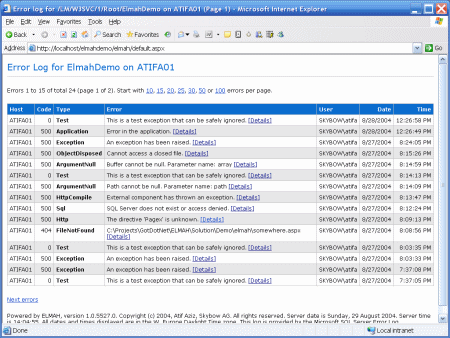 Error log for /LM/W3SVC/1/Root/ElmahDemo on ATIFA01 (Page 1) - Microsoft Internet Explorer
File Edit View Favorites Tools Help
Back Search Favorites
Address http://localhost/elmahdemo/elmah/default.aspx Go
Error Log for ElmahDemo on ATIFA01
Errors 1 to 15 of total 24 (page 1 of 2). Start with 10, 15, 20, 25, 30, 50 or 100 errors per page.
Host Code Type Error User Date Time
ATIFA01 0 Test This is a test exception that can be safely ignored. [Details] SKYBOW\atifa 8/28/2004 12:26:58 PM
ATIFA01 500 Application Error in the application. [Details] SKYBOW\atifa 8/28/2004 12:26:49 PM
ATIFA01 500 Exception An exception has been raised. [Details] SKYBOW\atifa 8/27/2004 8:24:05 PM
ATIFA01 500 ObjectDisposed Cannot access a closed file. [Details] SKYBOW\atifa 8/27/2004 8:15:26 PM
ATIFA01 500 ArgumentNull Buffer cannot be null. Parameter name: array [Details] SKYBOW\atifa 8/27/2004 8:14:59 PM
ATIFA01 0 Test This is a test exception that can be safely ignored. [Details] SKYBOW\atifa 8/27/2004 8:14:13 PM
ATIFA01 500 ArgumentNull Path cannot be null. Parameter name: path [Details] SKYBOW\atifa 8/27/2004 8:14:09 PM
ATIFA01 500 HttpCompile External component has thrown an exception. [Details] SKYBOW\atifa 8/27/2004 8:13:47 PM
ATIFA01 500 Sql SQL Server does not exist or access denied. [Details] SKYBOW\atifa 8/27/2004 8:12:24 PM
ATIFA01 500 Http The directive 'Pagex' is unknown. [Details] SKYBOW\atifa 8/27/2004 8:09:13 PM
ATIFA01 404 FileNotFound C:\Projects\GotDotNet\ELMAH\Solution\Demo\elmah\somewhere.aspx SKYBOW\atifa 8/27/2004 8:08:56 PM
[Details]
ATIFA01 0 Test This is a test exception that can be safely ignored. [Details] SKYBOW\atifa 8/27/2004 8:03:35 PM
ATIFA01 500 Exception An exception has been raised. [Details] SKYBOW\atifa 8/27/2004 8:03:33 PM
ATIFA01 500 Exception An exception has been raised. [Details] SKYBOW\atifa 8/27/2004 7:37:08 PM
ATIFA01 0 Test This is a test exception that can be safely ignored. [Details] SKYBOW\atifa 8/27/2004 7:37:05 PM
Next errors
Powered by ELMAH, version 1.0.5527.0. Copyright (c) 2004, Atif Aziz, Skybow AG. All rights reserved. Server date is Sunday, 29 August 2004. Server time
is 14:04:55. All dates and times displayed are in the W. Europe Daylight Time zone. This log is provided by the Microsoft SQL Server Error Log.
Done Local intranet